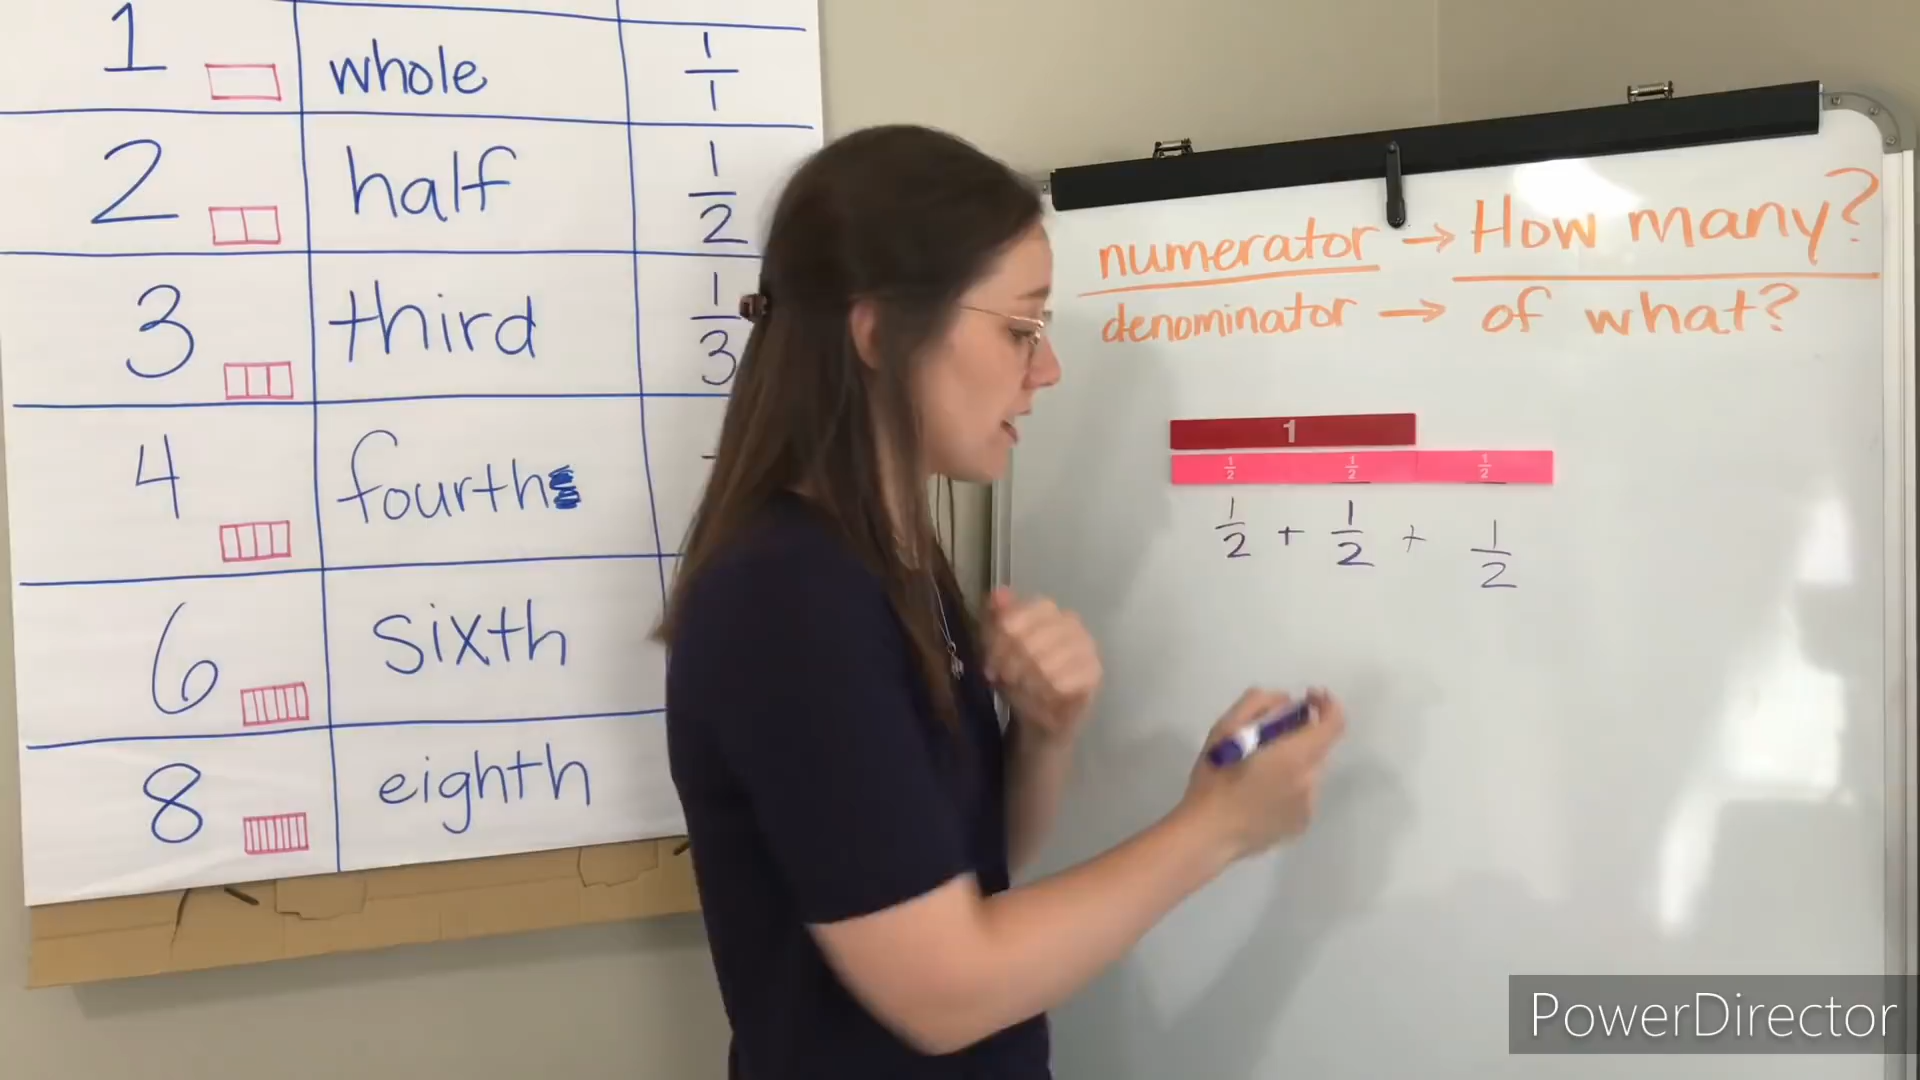 1 whole 1/1
2 half 1/2
3 third 1/3
4 fourth
6 sixth
8 eighth
numerator → How many?
denominator → of what?
1
1/2 1/2 1/2
1/2 + 1/2 + 1/2
PowerDirector